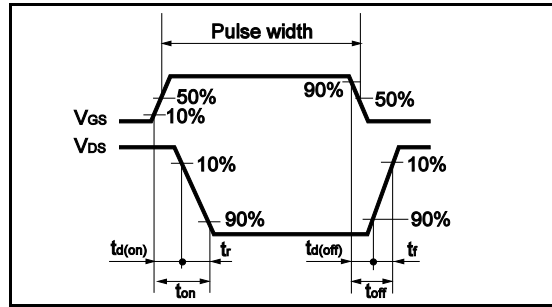 Pulse width
90%
50% 50%
10%
VGS
VDS
10% 10%
90% 90%
td(on) tr td(off) tf
ton toff